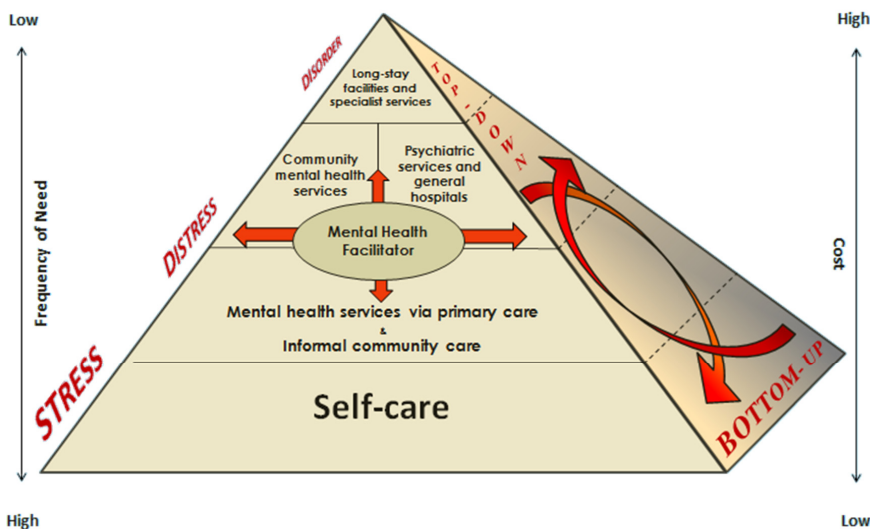 Low
High
DISORDER
Long-stay
facilities and
specialist services
TOP-DOWN
Community
mental health
services
Psychiatric
services and
general
hospitals
DISTRESS
Mental Health
Facilitator
Frequency of Need
Cost
Mental health services via primary care
&
Informal community care
STRESS
Self-care
BOTTOM-UP
High
Low